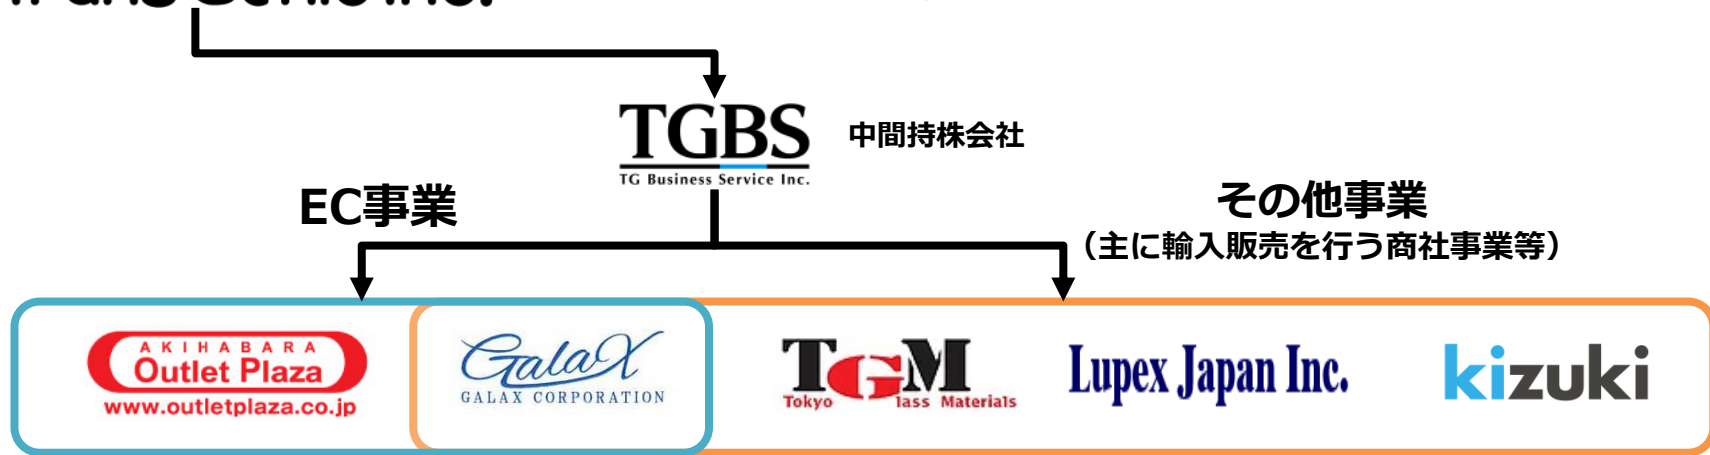 TGBS
TG Business Service Inc.
中間持株会社
EC事業
その他事業
（主に輸入販売を行う商社事業等）
AKIHABARA
Outlet Plaza
www.outletplaza.co.jp
GalaX
GALAX CORPORATION
TGM
Tokyo Glass Materials
Lupex Japan Inc.
kizuki